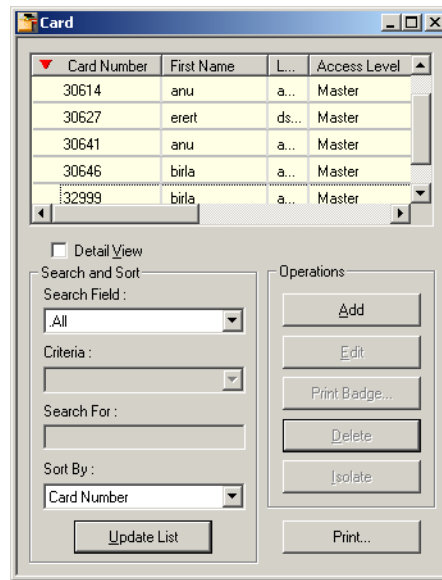 Card
Card Number First Name L... Access Level
30614 anu a... Master
30627 erert ds... Master
30641 anu a... Master
30646 birla a... Master
32999 birla a... Master
Detail View
Search and Sort
Search Field :
.All
Criteria :
Search For :
Sort By :
Card Number
Update List
Operations
Add
Edit
Print Badge...
Delete
Isolate
Print...